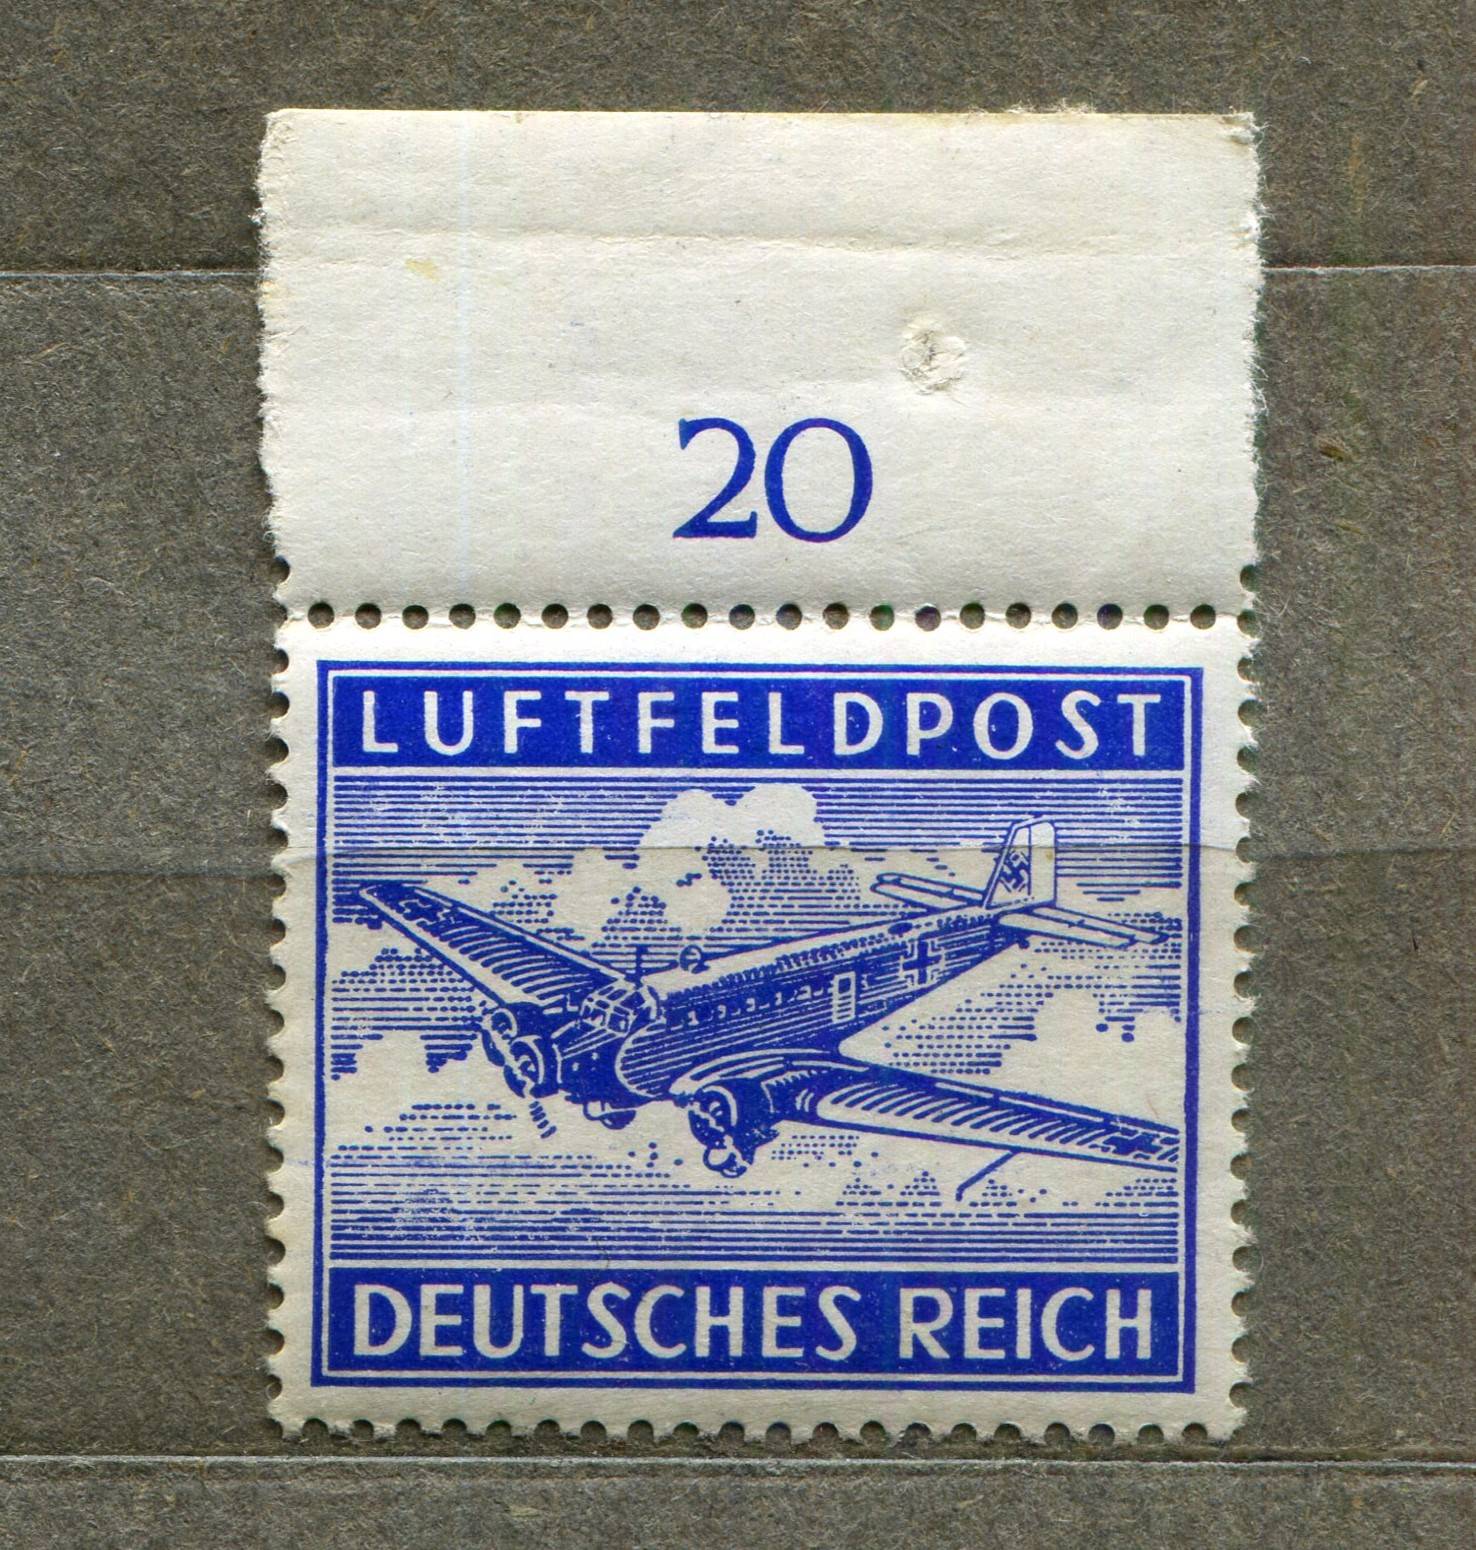 20
LUFTFELDPOST
DEUTSCHES REICH